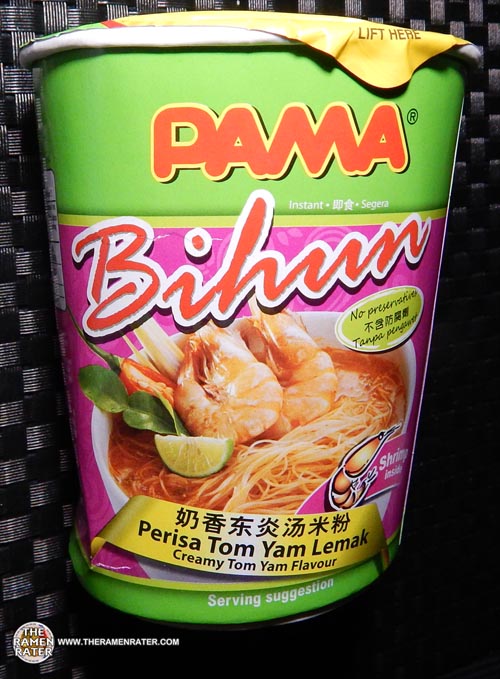 LIFT HERE
PAMA®
Instant • 即食 • Segera
Bihun
No preservatives
不含防腐劑
Tanpa pengawet
Shrimp
inside
奶香东炎汤米粉
Perisa Tom Yam Lemak
Creamy Tom Yam Flavour
Serving suggestion
THE
RAMEN
RATER
WWW.THERAMENRATER.COM